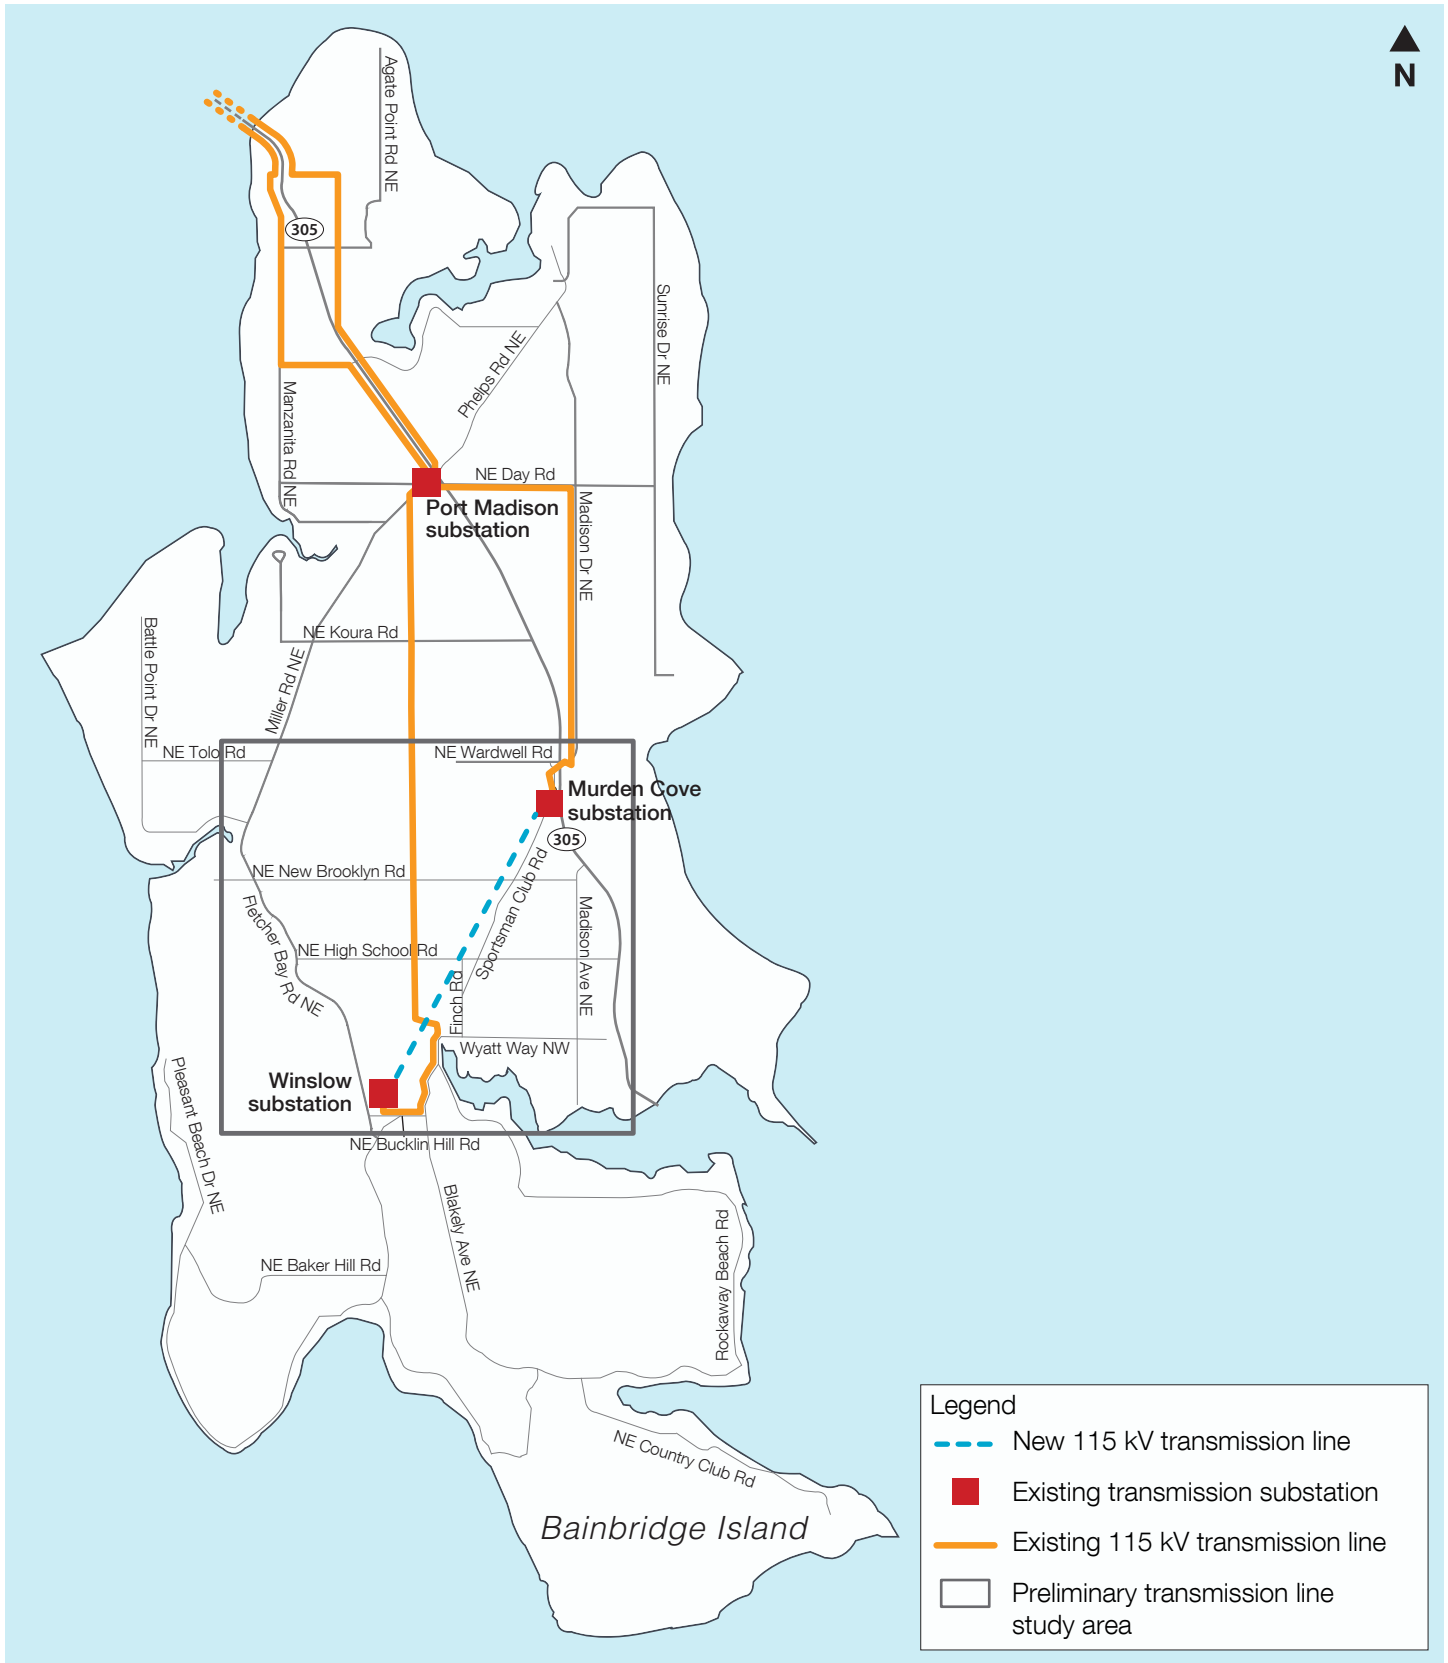 N
Agate Point Rd NE
305
Sunrise Dr NE
Phelps Rd NE
Manzanita Rd NE
NE Day Rd
Port Madison
substation
Madison Dr NE
Battle Point Dr NE
NE Koura Rd
Miller Rd NE
NE Tolo Rd
NE Wardwell Rd
Murden Cove
substation
305
NE New Brooklyn Rd
Sportsman Club Rd
Fletcher Bay Rd NE
Madison Ave NE
NE High School Rd
Finch Rd
Wyatt Way NW
Winslow
substation
Pleasant Beach Dr NE
NE Bucklin Hill Rd
Blakely Ave NE
Rockaway Beach Rd
NE Baker Hill Rd
NE Country Club Rd
Bainbridge Island
Legend
New 115 kV transmission line
Existing transmission substation
Existing 115 kV transmission line
Preliminary transmission line
study area